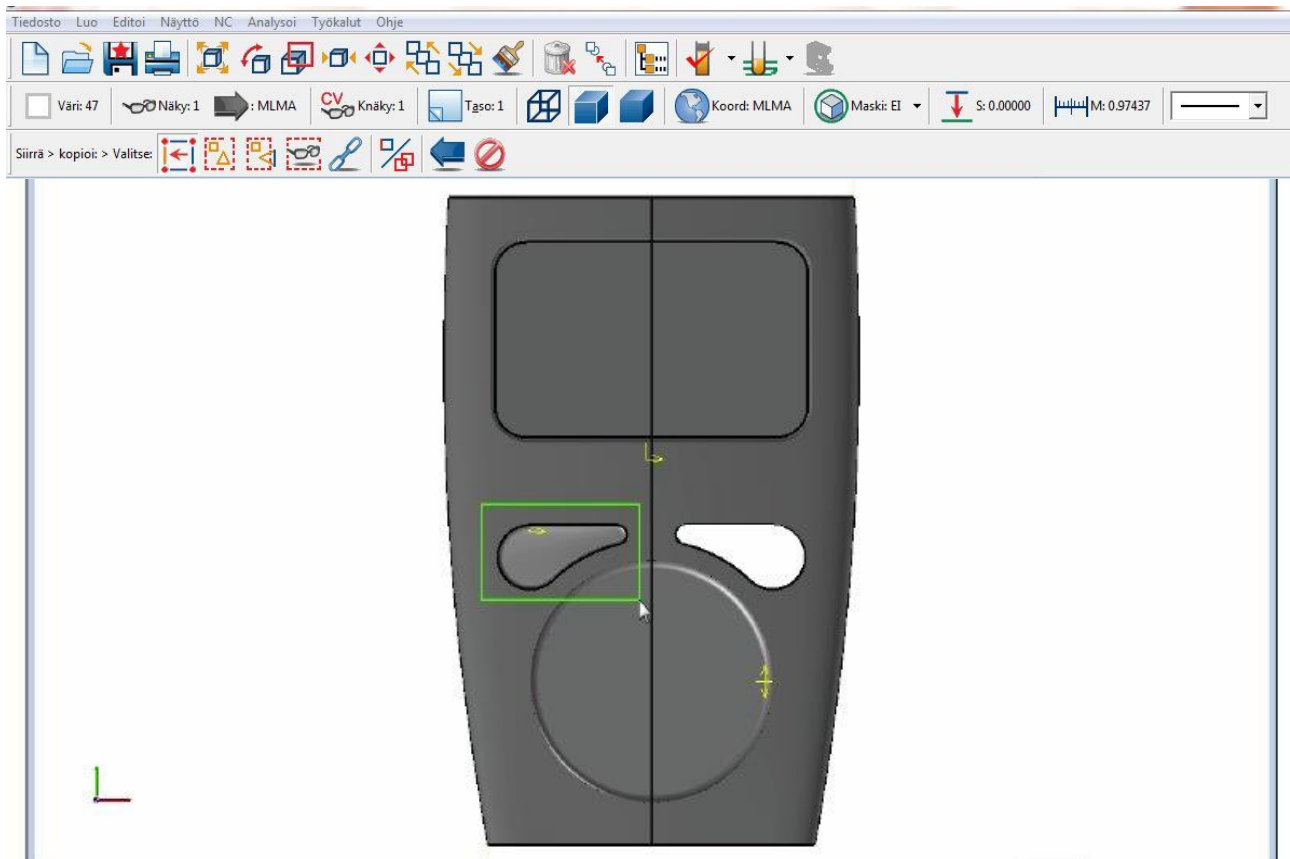 Tiedosto Luo Editoi Näyttö NC Analysoi Työkalut Ohje
Väri: 47 Näky: 1 : MLMA CV Knäky: 1 Taso: 1 Koord: MLMA Maski: EI S: 0.00000 M: 0.97437
Siirrä > kopioi: > Valitse: